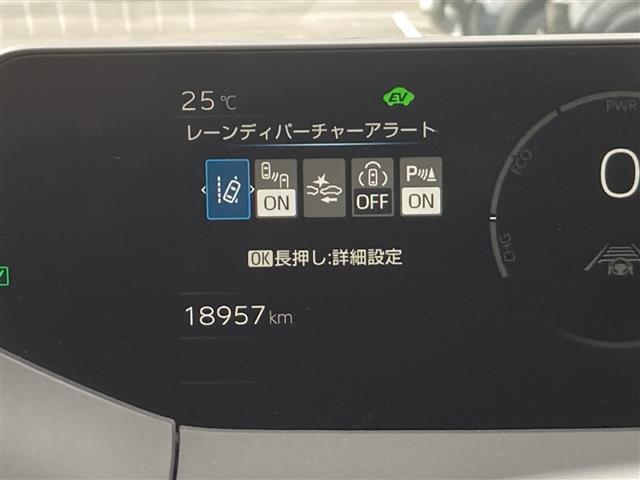 25℃
EV
レーンディパーチャーアラート
ON
OFF
P
ON
OK長押し:詳細設定
18957km
PWR
ECO
CHG
0